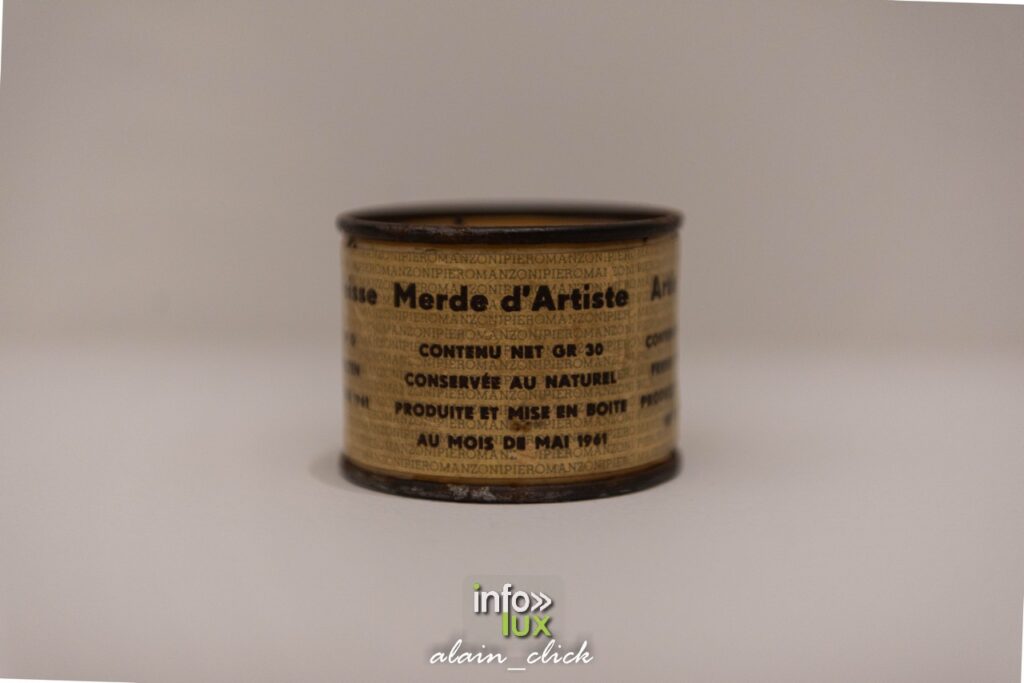 Merde d'Artiste
CONTENU NET GR 30
CONSERVÉE AU NATUREL
PRODUITE ET MISE EN BOITE
AU MOIS DE MAI 1961
PIEROMANZONIPIEROMANZONI
info»
lux
alain_click